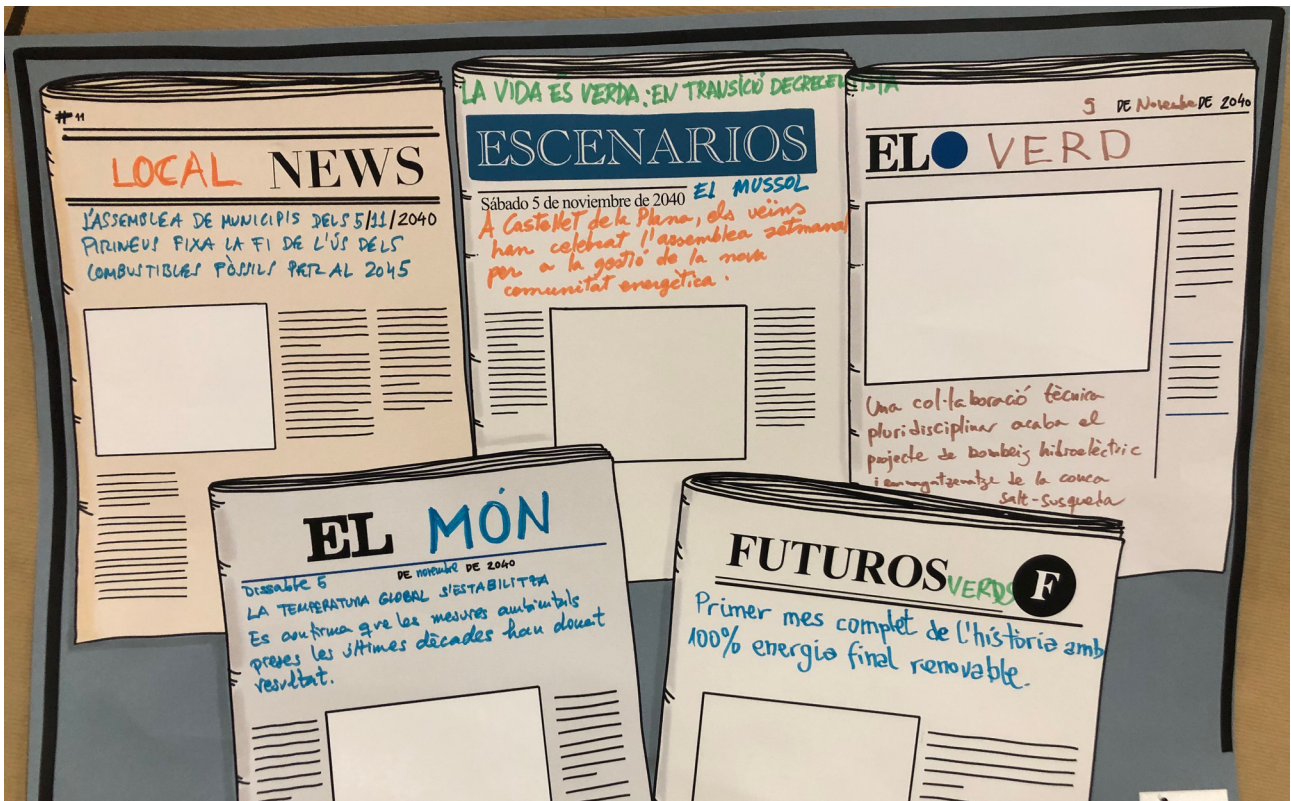 # 11
LOCAL NEWS
L'ASSEMBLEA DE MUNICIPIS DELS 5/11/2040
PIRINEUS FIXA LA FI DE L'ÚS DELS
COMBUSTIBLES FÒSSILS PER AL 2045
LA VIDA ES VERDA: EN TRANSICIÓ DECREIXENTISTA
ESCENARIOS
Sábado 5 de noviembre de 2040 EL MUSSOL
A Castellet de la Plana, els veïns
han celebrat l'assemblea setmanal
per a la gestió de la nova
comunitat energètica.
5 DE Novembre DE 2040
EL VERD
Una col·laboració tècnica
pluridisciplinar acaba el
projecte de bombeig hidroelèctric
i emmagatzematge de la conca
Salt-Susqueda
EL MÓN
Dissabte 5 DE novembre DE 2040
LA TEMPERATURA GLOBAL S'ESTABILITZA
Es confirma que les mesures ambientals
preses les últimes dècades han donat
resultat.
FUTUROS VERDS F
Primer mes complet de l'història amb
100% energia final renovable.